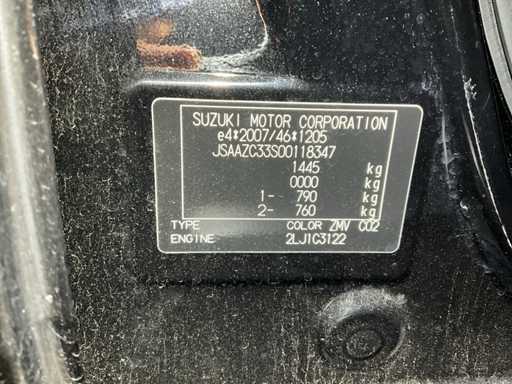 SUZUKI MOTOR CORPORATION
e4*2007/46*1205
JSAAZC33S00118347
1445 kg
0000 kg
1- 790 kg
2- 760 kg
TYPE COLOR ZMV C02
ENGINE 2LJ1C3122